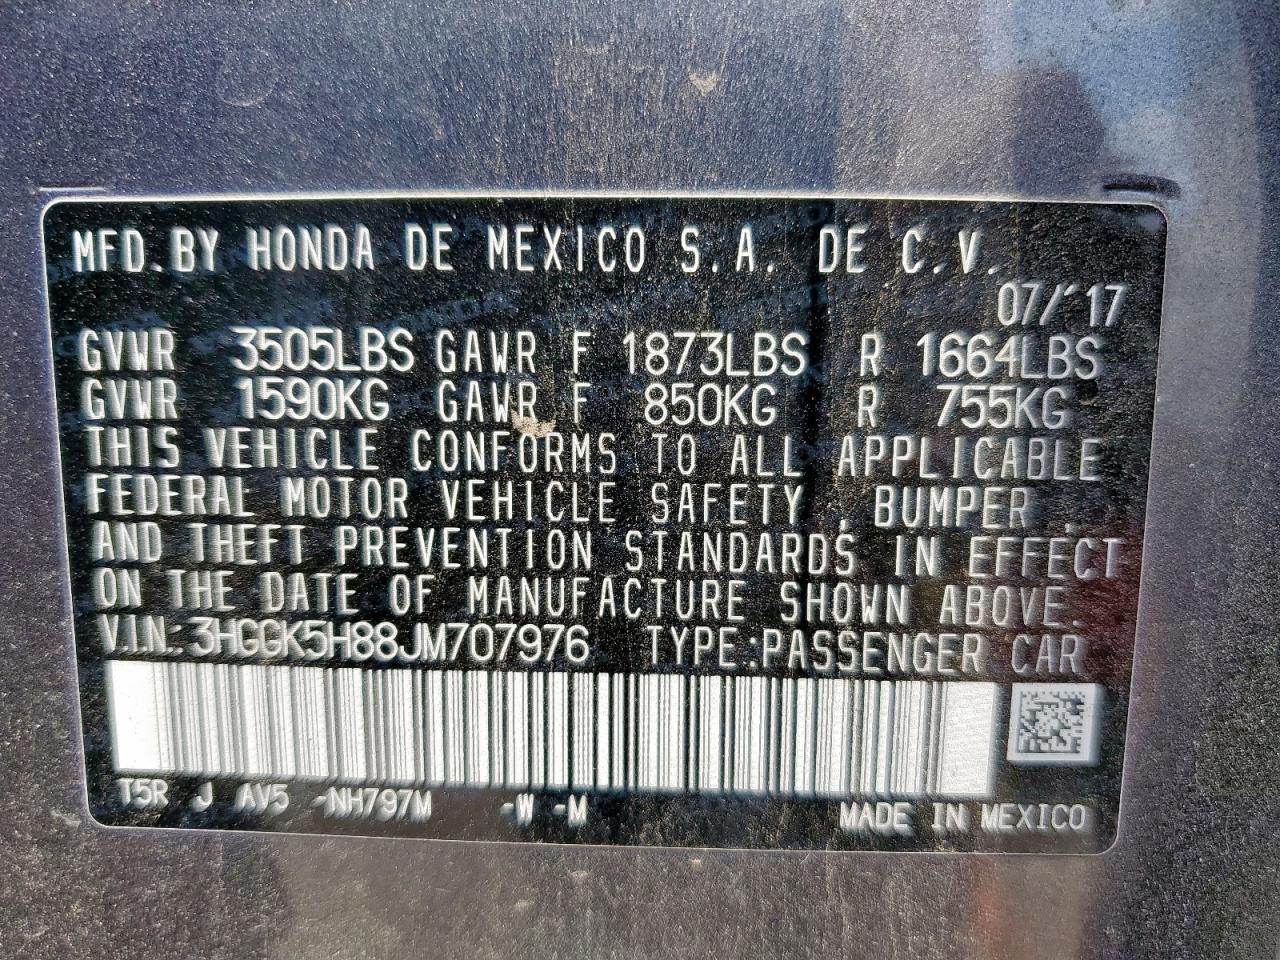 MFD. BY HONDA DE MEXICO S.A. DE C.V.
07/'17
GVWR 3505LBS GAWR F 1873LBS R 1664LBS
GVWR 1590KG GAWR F 850KG R 755KG
THIS VEHICLE CONFORMS TO ALL APPLICABLE
FEDERAL MOTOR VEHICLE SAFETY, BUMPER,
AND THEFT PREVENTION STANDARDS IN EFFECT
ON THE DATE OF MANUFACTURE SHOWN ABOVE.
V.I.N.: 3HGGK5H88JM707976 TYPE: PASSENGER CAR
T5R J AV5 -NH797M -W -M MADE IN MEXICO